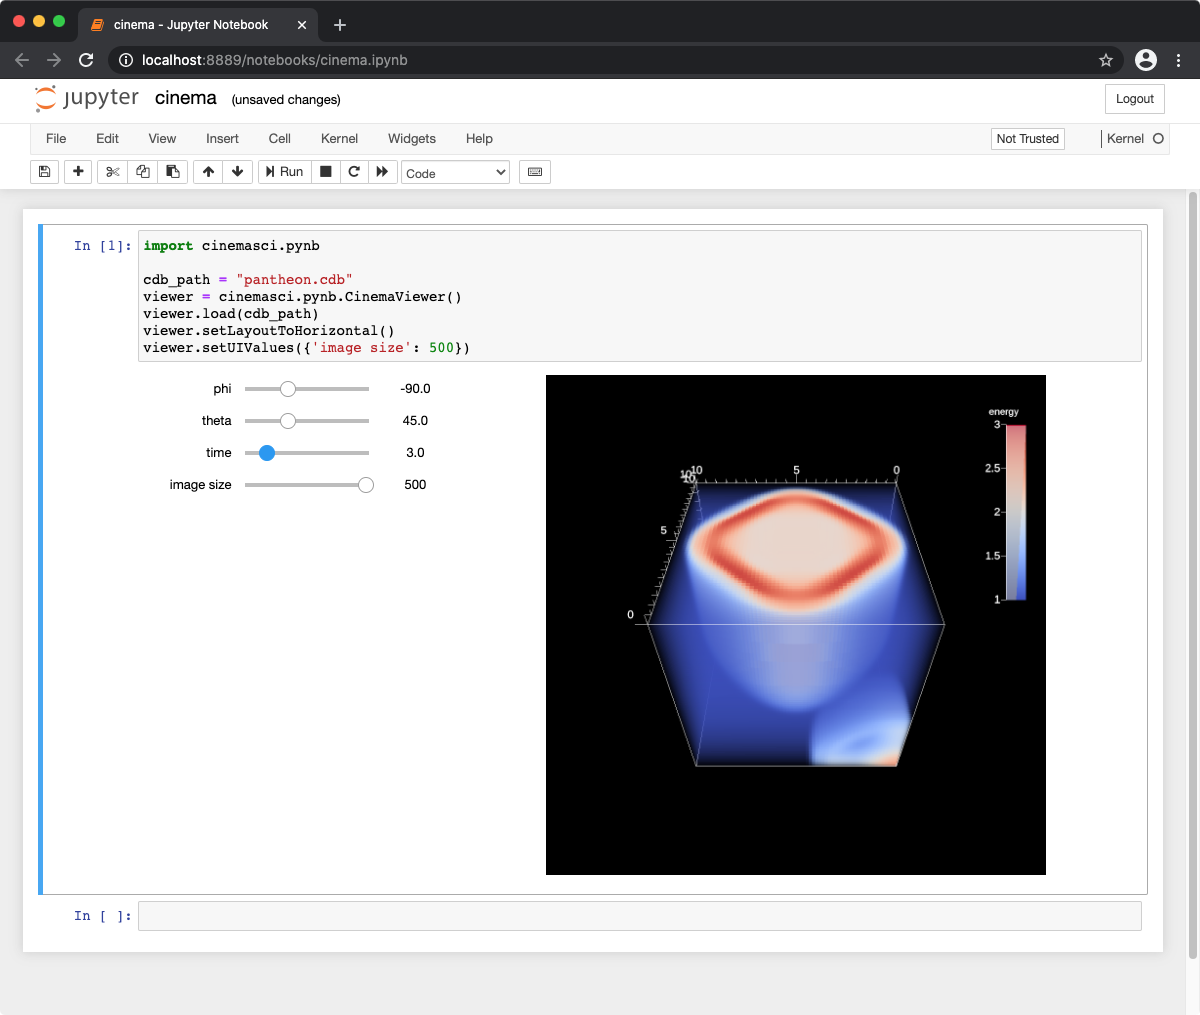 cinema - Jupyter Notebook
localhost:8889/notebooks/cinema.ipynb
jupyter cinema (unsaved changes)
Logout
File Edit View Insert Cell Kernel Widgets Help
Not Trusted
Kernel
Run
Code
In [1]:
import cinemasci.pynb
cdb_path = "pantheon.cdb"
viewer = cinemasci.pynb.CinemaViewer()
viewer.load(cdb_path)
viewer.setLayoutToHorizontal()
viewer.setUIValues({'image size': 500})
phi -90.0
theta 45.0
time 3.0
image size 500
energy
3
2.5
2
1.5
1
10 5 0
10
5
0
In [ ]: